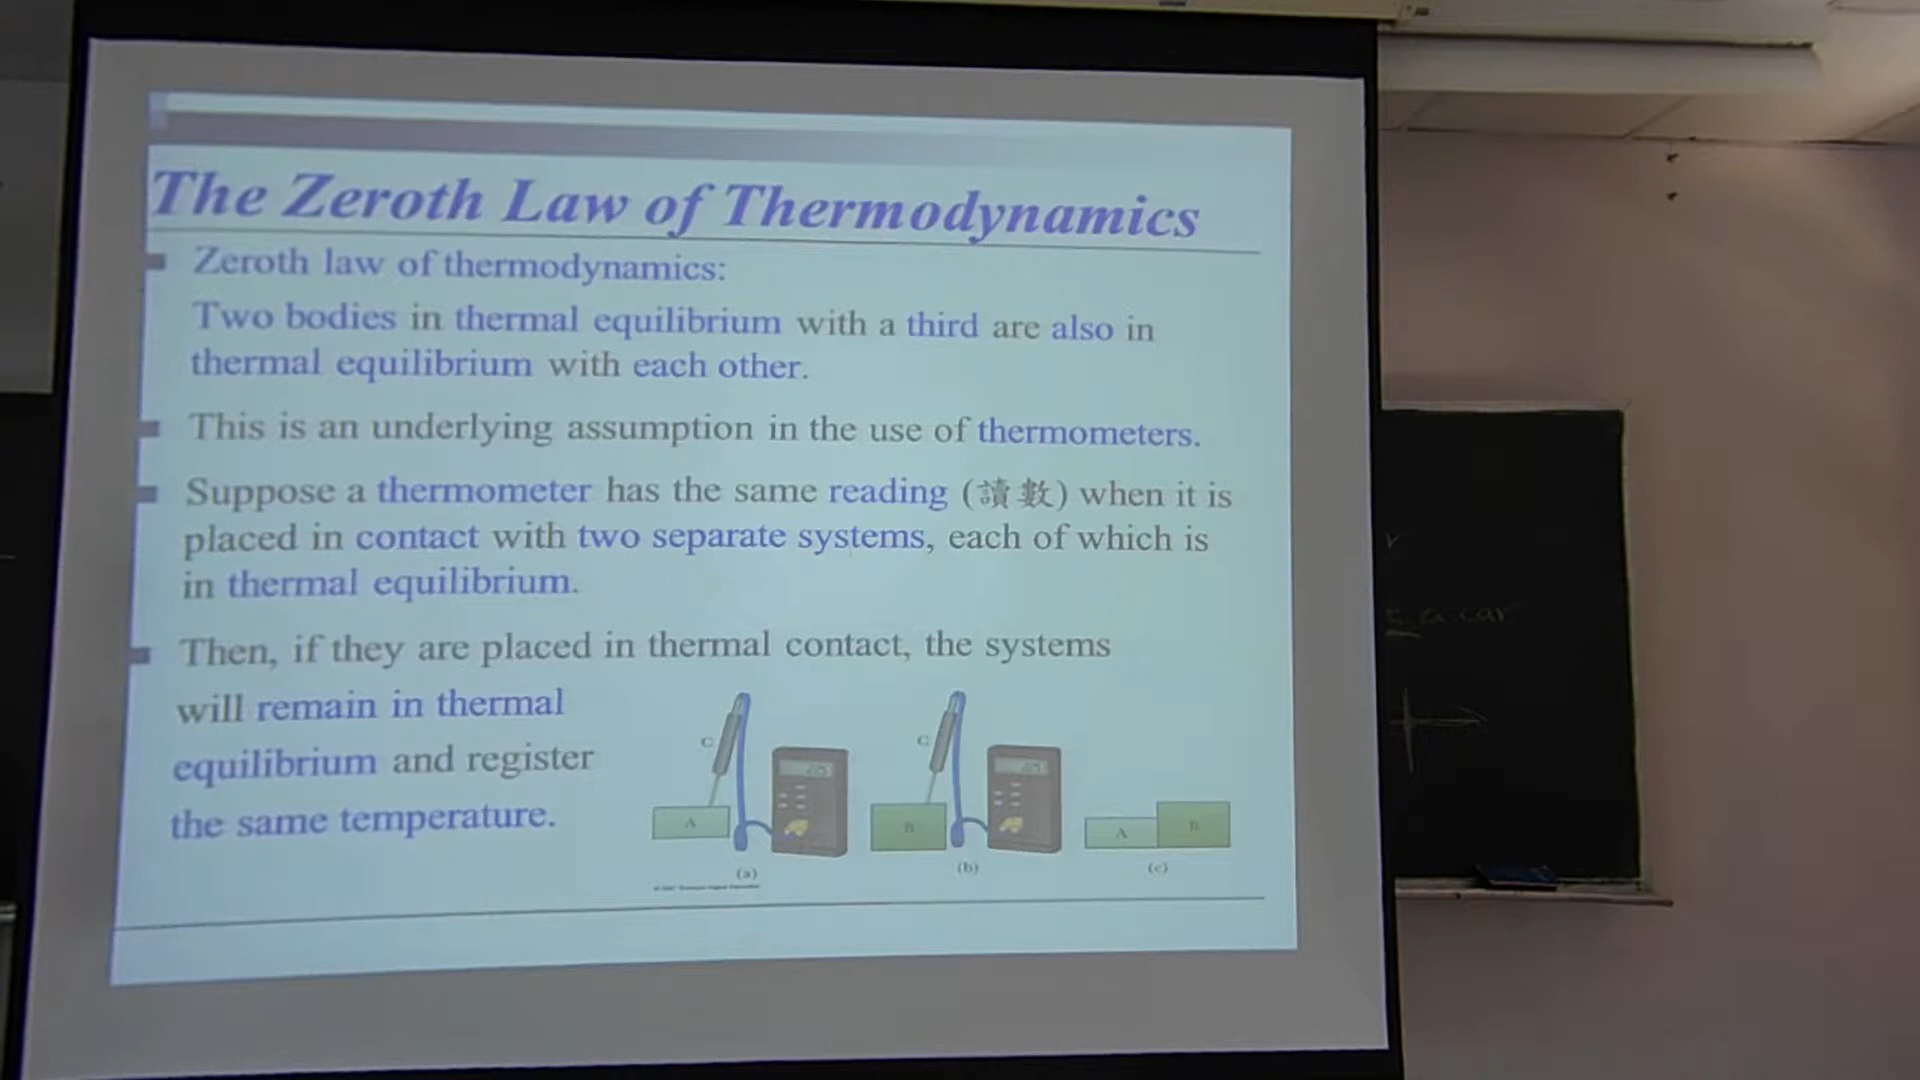 The Zeroth Law of Thermodynamics
Zeroth law of thermodynamics:
Two bodies in thermal equilibrium with a third are also in
thermal equilibrium with each other.
This is an underlying assumption in the use of thermometers.
Suppose a thermometer has the same reading (讀數) when it is
placed in contact with two separate systems, each of which is
in thermal equilibrium.
Then, if they are placed in thermal contact, the systems
will remain in thermal
equilibrium and register
the same temperature.
C
C
A
B
A
B
(a)
(b)
(c)
a car